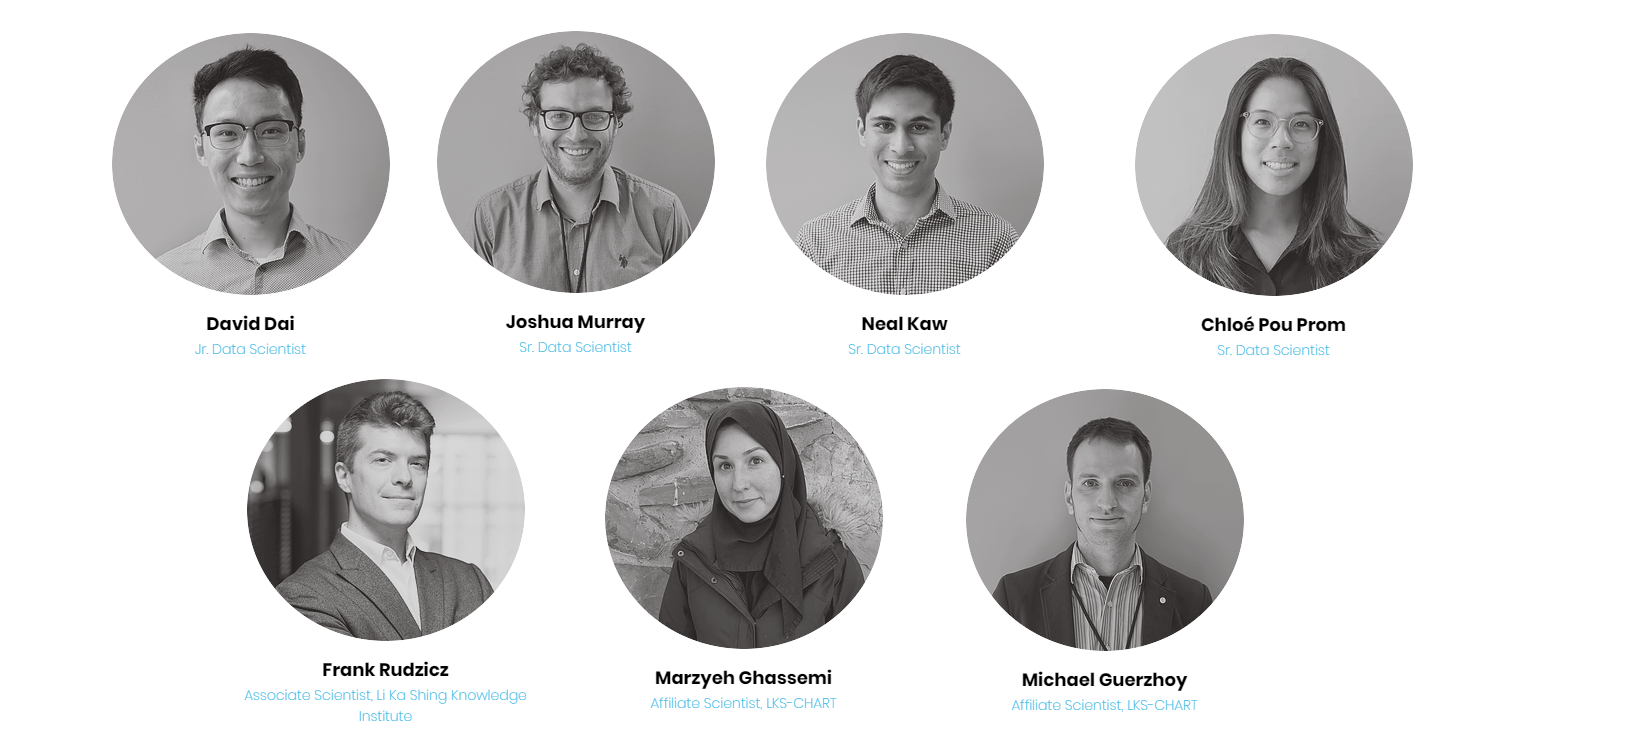 David Dai
Jr. Data Scientist
Joshua Murray
Sr. Data Scientist
Neal Kaw
Sr. Data Scientist
Chloé Pou Prom
Sr. Data Scientist
Frank Rudzicz
Associate Scientist, Li Ka Shing Knowledge
Institute
Marzyeh Ghassemi
Affiliate Scientist, LKS-CHART
Michael Guerzhoy
Affiliate Scientist, LKS-CHART